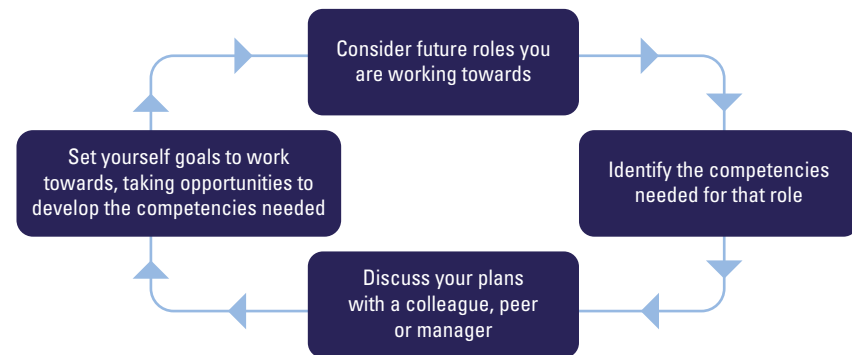 Consider future roles you
are working towards
Identify the competencies
needed for that role
Discuss your plans
with a colleague, peer
or manager
Set yourself goals to work
towards, taking opportunities to
develop the competencies needed